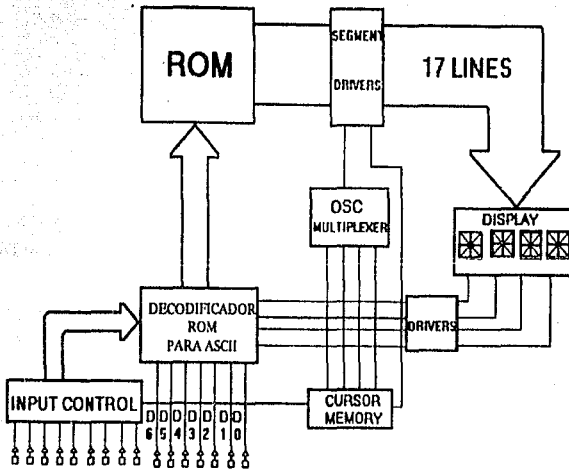 ROM
SEGMENT
DRIVERS
17 LINES
OSC
MULTIPLEXER
DISPLAY
DECODIFICADOR
ROM
PARA ASCII
DRIVERS
INPUT CONTROL
D D D D D D D
6 5 4 3 2 1 0
CURSOR
MEMORY